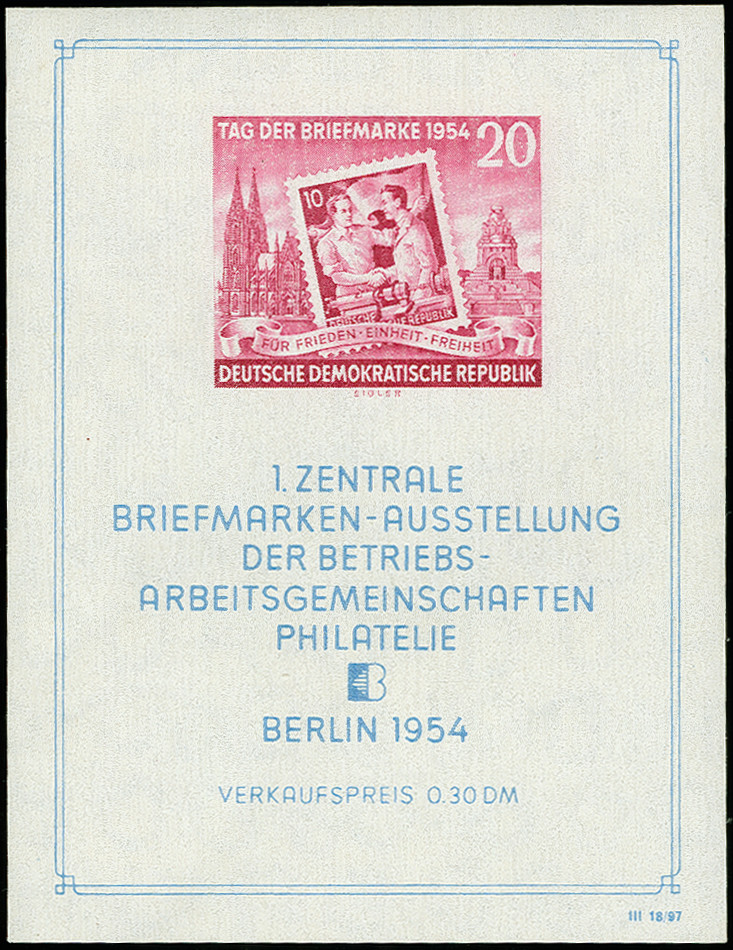 TAG DER BRIEFMARKE 1954 20
10
DEUTSCHE REPUBLIK
FÜR FRIEDEN · EINHEIT · FREIHEIT
DEUTSCHE DEMOKRATISCHE REPUBLIK
EIGLER
1. ZENTRALE
BRIEFMARKEN-AUSSTELLUNG
DER BETRIEBS-
ARBEITSGEMEINSCHAFTEN
PHILATELIE
B
BERLIN 1954
VERKAUFSPREIS 0.30 DM
III 18/97